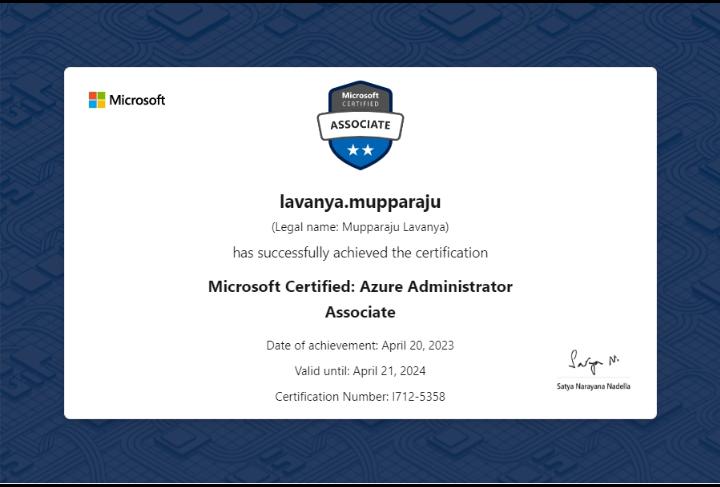 Microsoft
Microsoft
CERTIFIED
ASSOCIATE
lavanya.mupparaju
(Legal name: Mupparaju Lavanya)
has successfully achieved the certification
Microsoft Certified: Azure Administrator
Associate
Date of achievement: April 20, 2023
Valid until: April 21, 2024
Certification Number: I712-5358
Satya N.
Satya Narayana Nadella